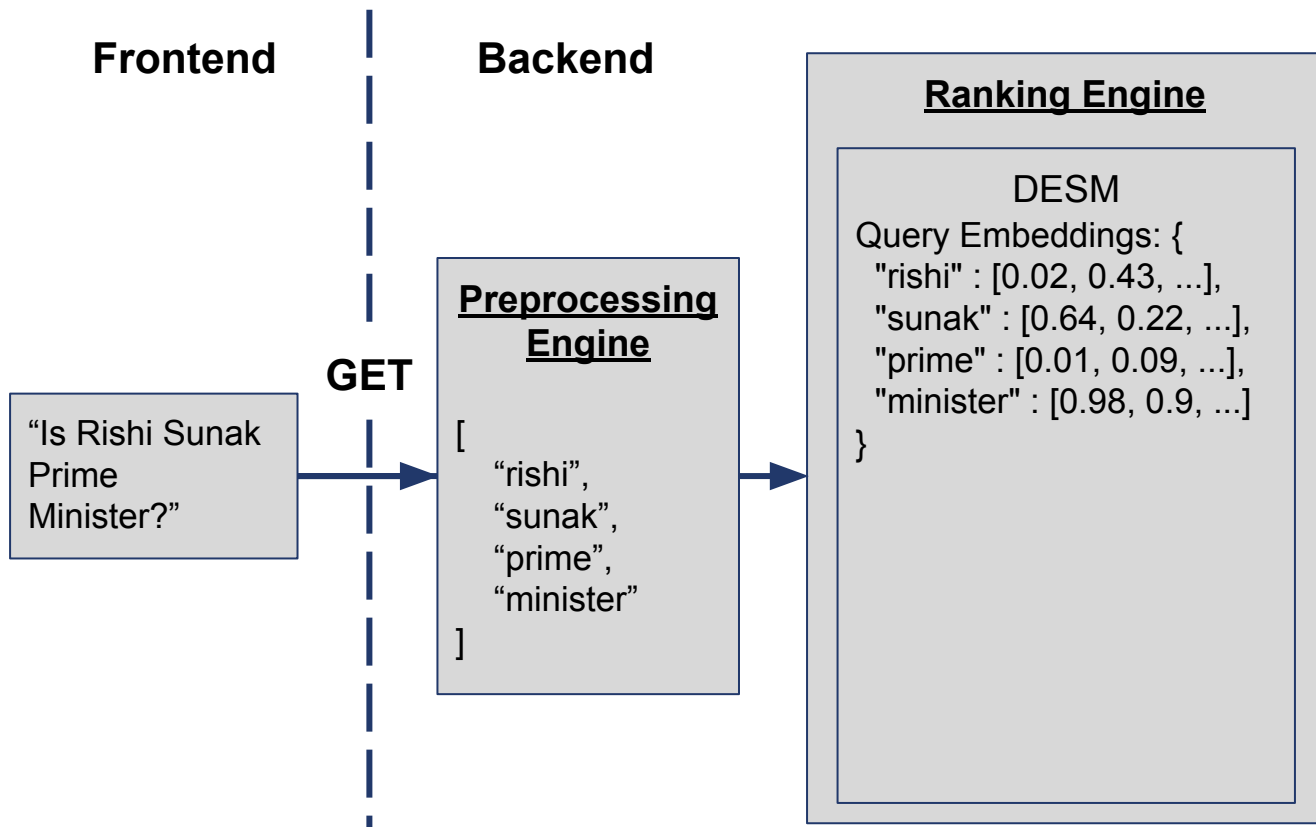 Frontend
Backend
GET
“Is Rishi Sunak
Prime
Minister?”
Preprocessing
Engine
[
“rishi”,
“sunak”,
“prime”,
“minister”
]
Ranking Engine
DESM
Query Embeddings: {
"rishi" : [0.02, 0.43, ...],
"sunak" : [0.64, 0.22, ...],
"prime" : [0.01, 0.09, ...],
"minister" : [0.98, 0.9, ...]
}